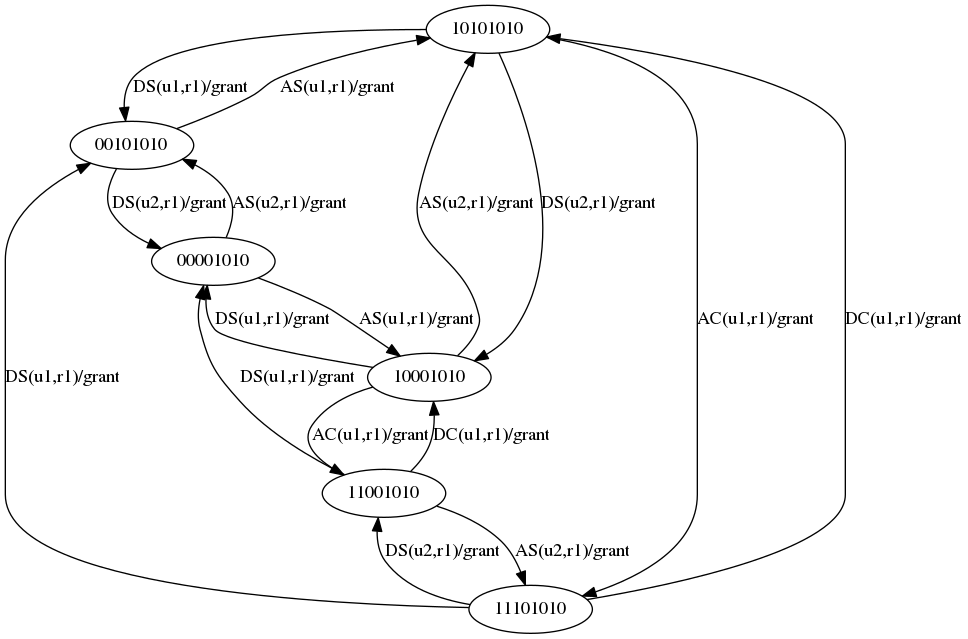 10101010
DS(u1,r1)/grant
AS(u1,r1)/grant
00101010
DS(u2,r1)/grant
AS(u2,r1)/grant
AS(u2,r1)/grant
DS(u2,r1)/grant
00001010
DS(u1,r1)/grant
AS(u1,r1)/grant
AC(u1,r1)/grant
DC(u1,r1)/grant
DS(u1,r1)/grant
DS(u1,r1)/grant
10001010
AC(u1,r1)/grant
DC(u1,r1)/grant
11001010
DS(u2,r1)/grant
AS(u2,r1)/grant
11101010